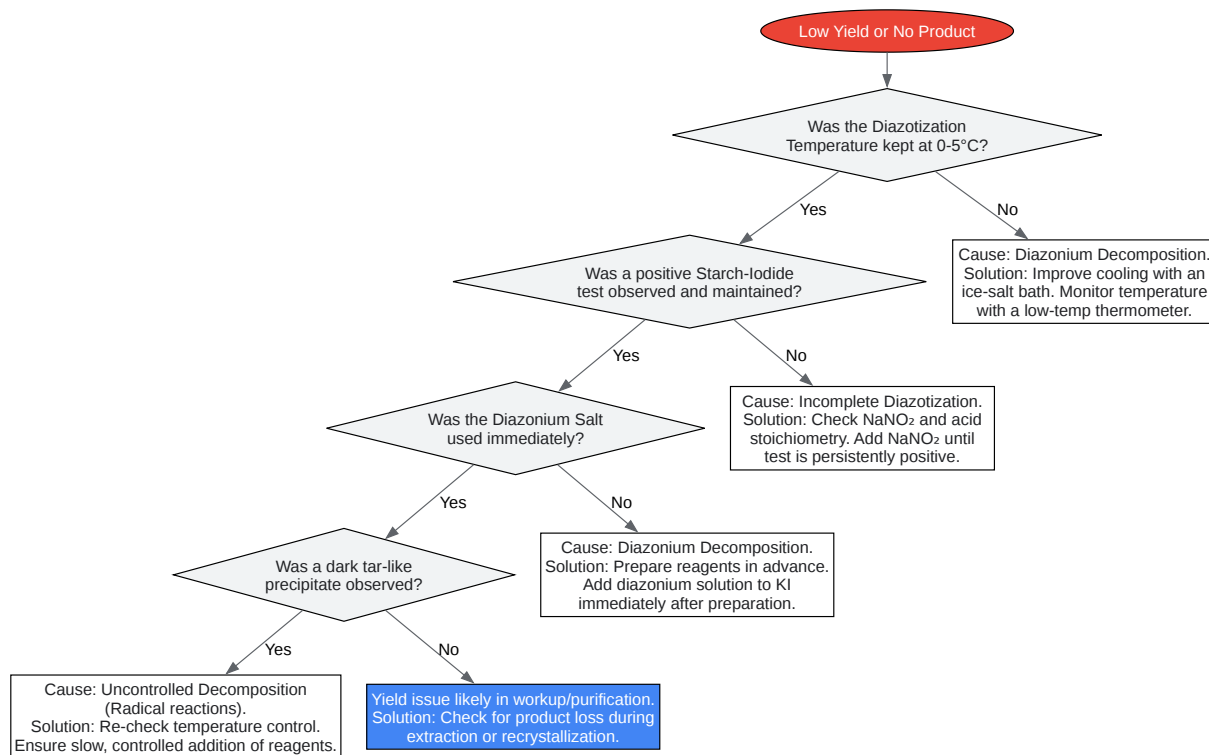 Low Yield or No Product
Was the Diazotization
Temperature kept at 0-5°C?
Yes
No
Was a positive Starch-Iodide
test observed and maintained?
Cause: Diazonium Decomposition.
Solution: Improve cooling with an
ice-salt bath. Monitor temperature
with a low-temp thermometer.
Yes
No
Was the Diazonium Salt
used immediately?
Cause: Incomplete Diazotization.
Solution: Check NaNO₂ and acid
stoichiometry. Add NaNO₂ until
test is persistently positive.
Yes
No
Was a dark tar-like
precipitate observed?
Cause: Diazonium Decomposition.
Solution: Prepare reagents in advance.
Add diazonium solution to KI
immediately after preparation.
Yes
No
Cause: Uncontrolled Decomposition
(Radical reactions).
Solution: Re-check temperature control.
Ensure slow, controlled addition of reagents.
Yield issue likely in workup/purification.
Solution: Check for product loss during
extraction or recrystallization.